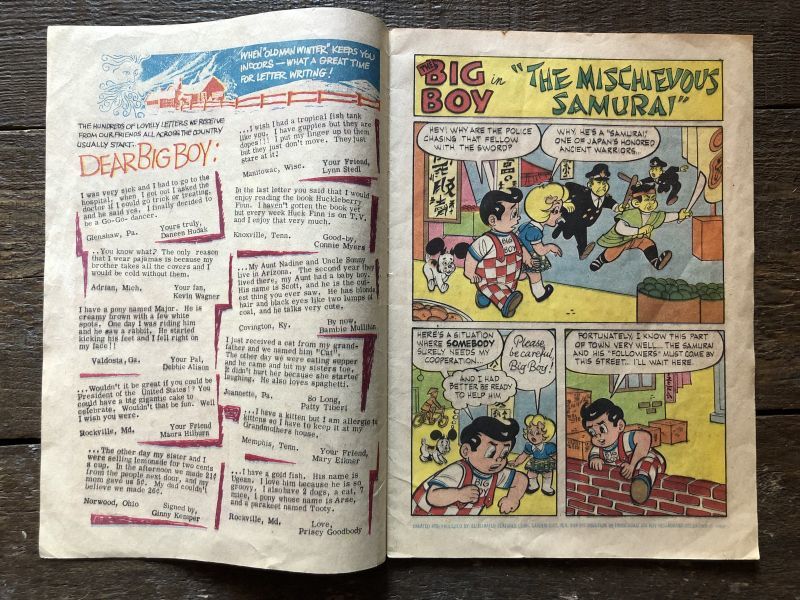 WHEN "OLD MAN WINTER" KEEPS YOU
INDOORS — WHAT A GREAT TIME
FOR LETTER WRITING!
THE HUNDREDS OF LOVELY LETTERS WE RECEIVE
FROM OUR FRIENDS ALL ACROSS THE COUNTRY
USUALLY START..
DEAR BIG BOY:
I was very sick and I had to go to the
hospital, when I got out I asked the
doctor if I could go trick or treating,
and he said yes. I finally decided to
be a Go-Go- dancer.
Glenshaw, Pa. Yours truly,
Daneen Hudak
...You know what? The only reason
that I wear pajamas is because my
brother takes all the covers and I
would be cold without them.
Adrian, Mich. Your fan,
Kevin Wagner
I have a pony named Major. He is
creamy brown with a few white
spots. One day I was riding him
and he saw a rabbit. He started
kicking his feet and I fell right on
my face!!
Valdosta, Ga. Your Pal,
Debbie Alison
...Wouldn't it be great if you could be
President of the United States!? You
could have a big gigantic cake to
celebrate. Wouldn't that be fun. Well
I wish you were.
Rockville, Md. Your Friend
Maora Hilburn
...The other day my sister and I
were selling lemonade for two cents
a cup. In the afternoon we made 21¢
from the people next door, and my
mom gave us 5¢. My dad couldn't
believe we made 26¢.
Norwood, Ohio Signed by,
Ginny Kemper
...I wish I had a tropical fish tank
like you. I have guppies but they are
dopes!!! I put my finger up to them
but they just don't move. They just
stare at it!
Manitowac, Wisc. Your Friend,
Lynn Stedl
In the last letter you said that I would
enjoy reading the book Huckleberry
Finn. I haven't gotten the book yet
but every week Huck Finn is on T.V.
and I enjoy that very much.
Knoxville, Tenn. Good-by,
Connie Myers
...My Aunt Nadine and Uncle Sonny
live in Arizona. The second year they
lived there, my Aunt had a baby boy.
His name is Scott, and he is the cut-
est thing you ever saw. He has blonde
hair and black eyes like two lumps of
coal, and he talks very cute.
Covington, Ky. By now,
Bambie Mullihan
I just received a cat from my grand-
father and we named him "Cat".
The other day we were eating supper
and he came and bit my sisters toe.
It didn't hurt her because she started
laughing. He also loves spaghetti.
Jeannette, Pa. So Long,
Patty Tiberi
...I have a kitten but I am allergic to
kittens so I have to keep it at my
Grandmothers house.
Memphis, Tenn. Your Friend,
Mary Eikner
...I have a gold fish. His name is
Ugean. I love him because he is so
groovy. I also have 2 dogs, a cat, 7
mice, 1 pony whose name is Arse,
and a parakeet named Tooty.
Rockville, Md. Love,
Prissy Goodbody
THE
BIG
BOY
in
"THE MISCHIEVOUS
SAMURAI"
HEY! WHY ARE THE POLICE
CHASING THAT FELLOW
WITH THE SWORD?
WHY, HE'S A "SAMURAI",
ONE OF JAPAN'S HONORED
ANCIENT WARRIORS...
BIG
BOY
HERE'S A SITUATION
WHERE SOMEBODY
SURELY NEEDS MY
COOPERATION...
AND I HAD
BETTER BE READY
TO HELP HIM.
Please
be careful,
Big Boy!
BIG
FORTUNATELY, I KNOW THIS PART
OF TOWN VERY WELL... THE SAMURAI
AND HIS "FOLLOWERS" MUST COME BY
THIS STREET... I'LL WAIT HERE.